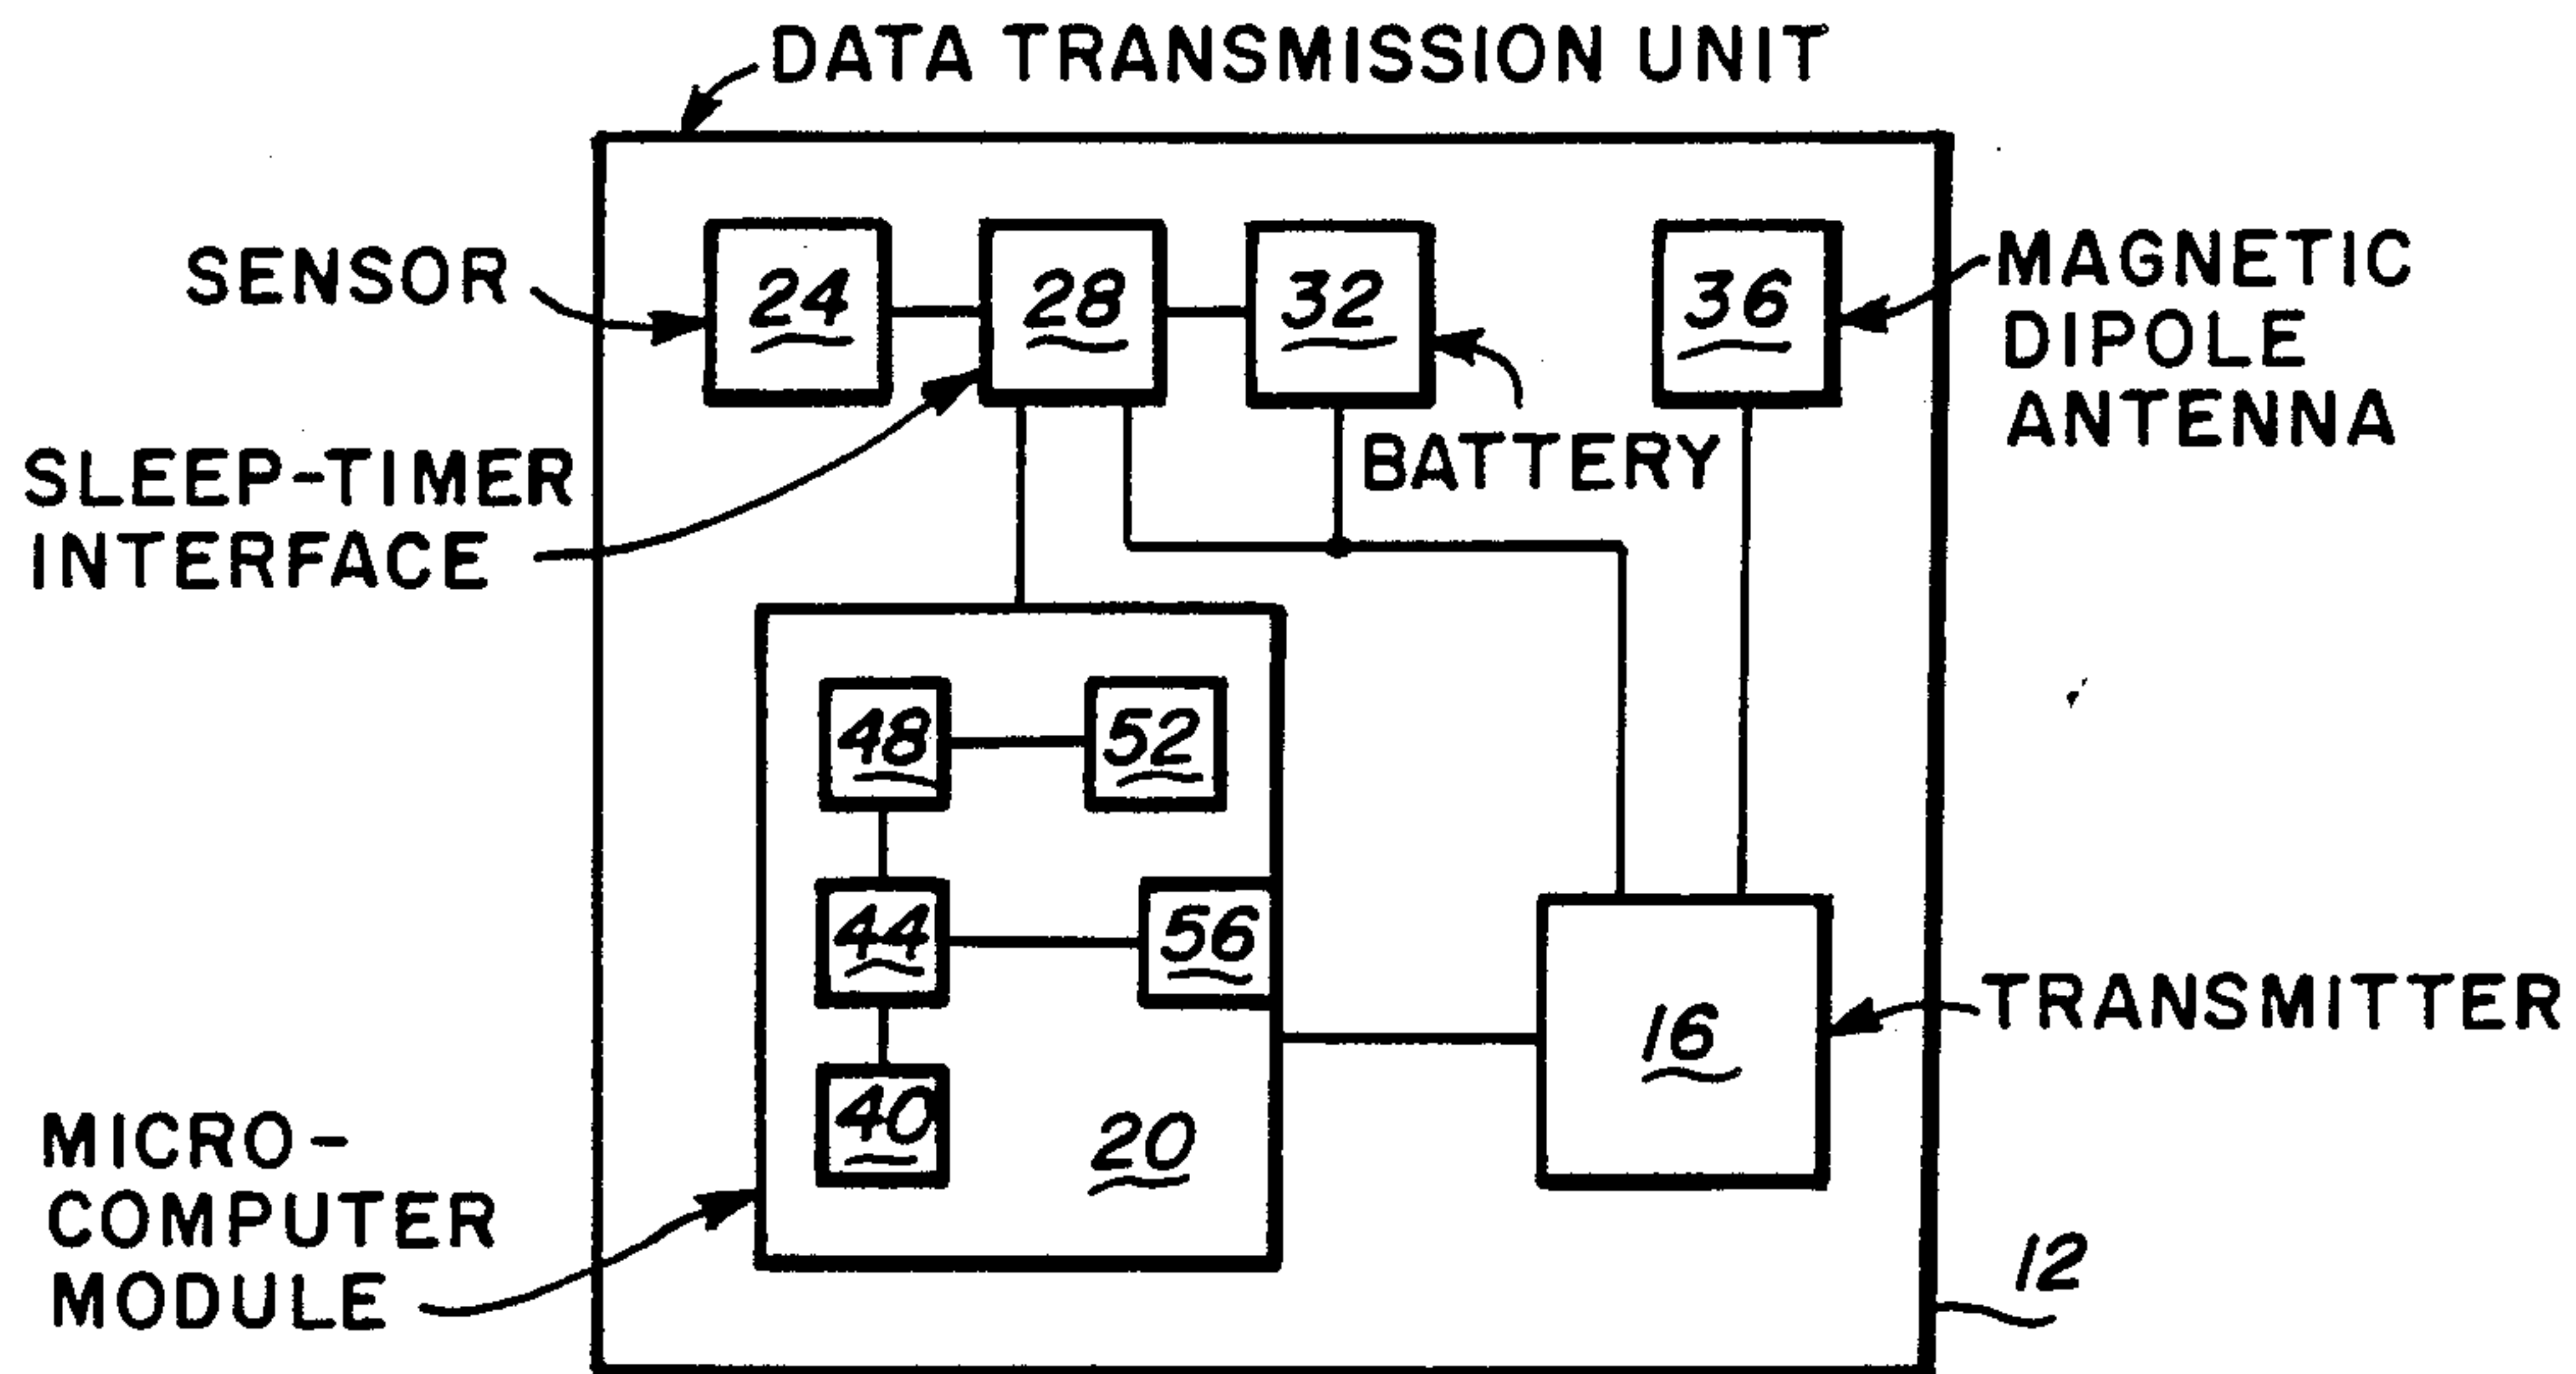 DATA TRANSMISSION UNIT
SENSOR
24
28
32
36
MAGNETIC
DIPOLE
ANTENNA
SLEEP-TIMER
INTERFACE
BATTERY
48
52
44
56
40
20
16
TRANSMITTER
MICRO-
COMPUTER
MODULE
12